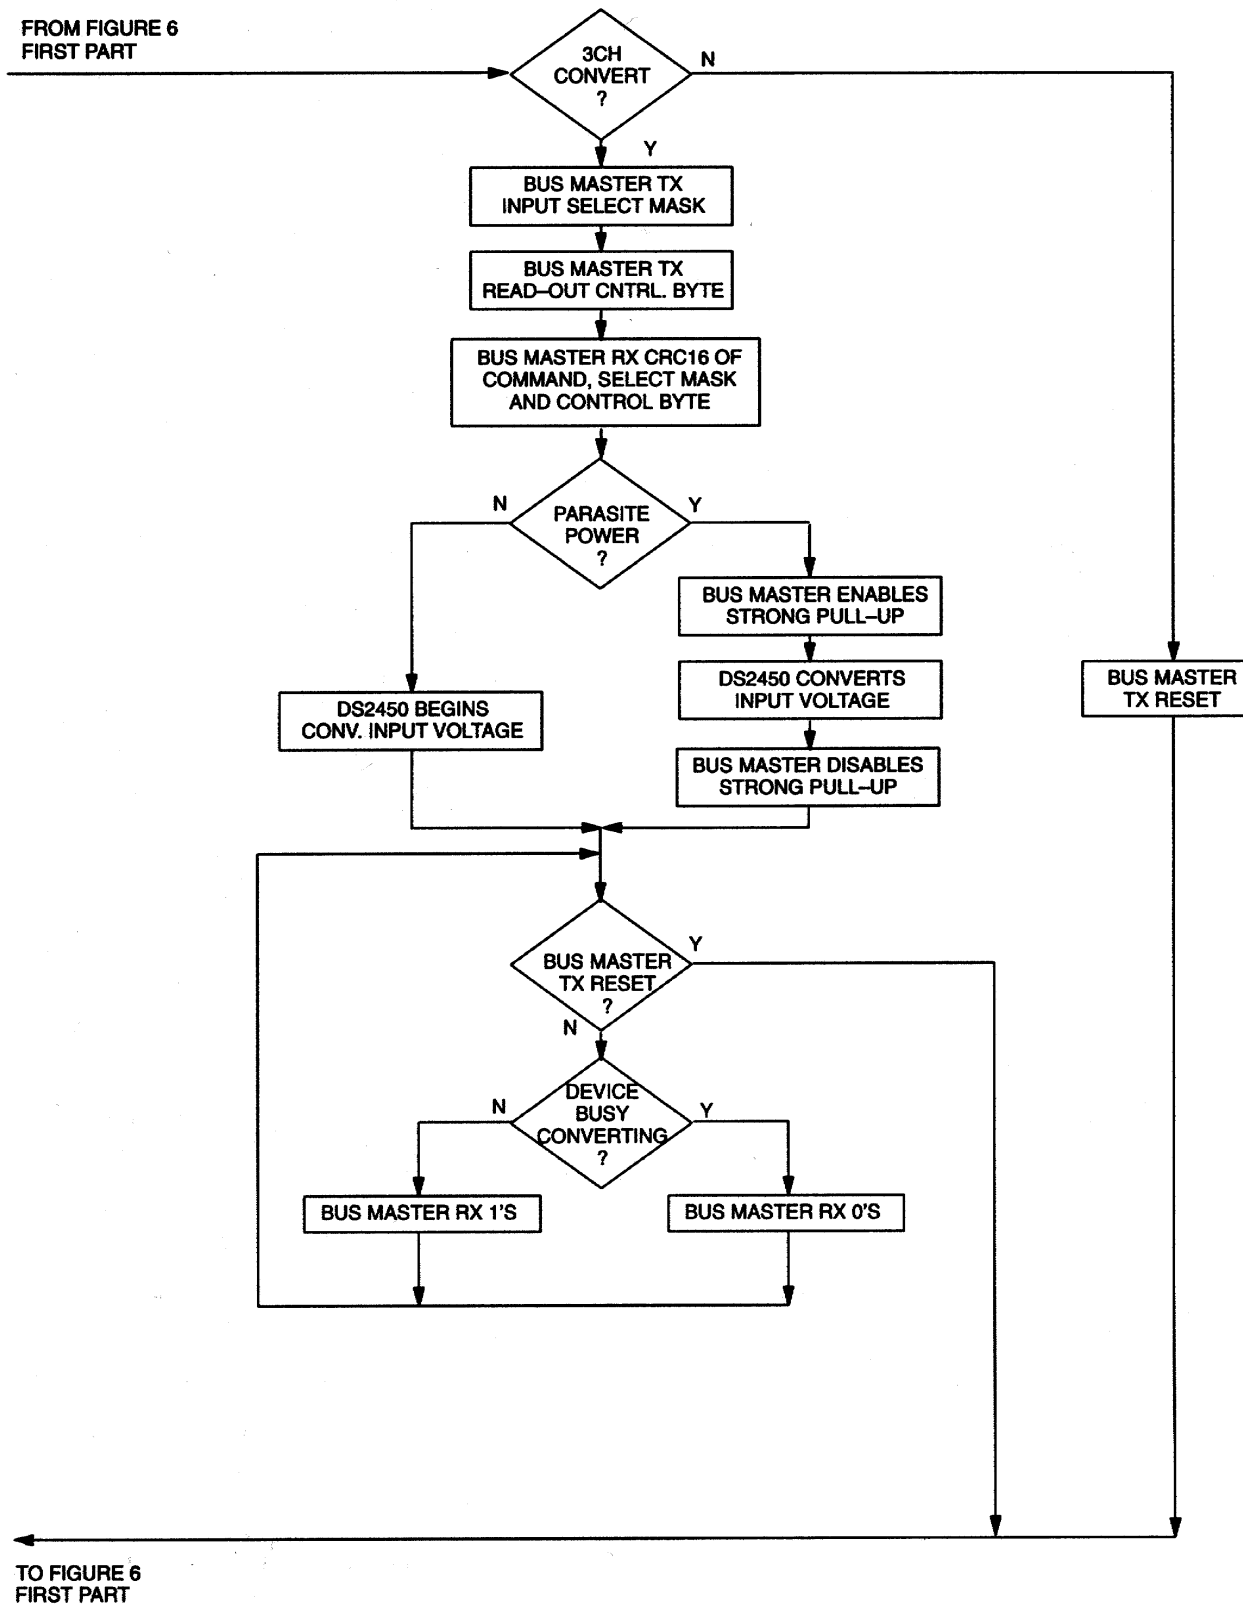 FROM FIGURE 6
FIRST PART
3CH
CONVERT
?
N
Y
BUS MASTER TX
INPUT SELECT MASK
BUS MASTER TX
READ–OUT CNTRL. BYTE
BUS MASTER RX CRC16 OF
COMMAND, SELECT MASK
AND CONTROL BYTE
N
Y
PARASITE
POWER
?
BUS MASTER ENABLES
STRONG PULL–UP
DS2450 CONVERTS
INPUT VOLTAGE
BUS MASTER
TX RESET
DS2450 BEGINS
CONV. INPUT VOLTAGE
BUS MASTER DISABLES
STRONG PULL–UP
Y
BUS MASTER
TX RESET
?
N
DEVICE
BUSY
CONVERTING
?
N
Y
BUS MASTER RX 1'S
BUS MASTER RX 0'S
TO FIGURE 6
FIRST PART